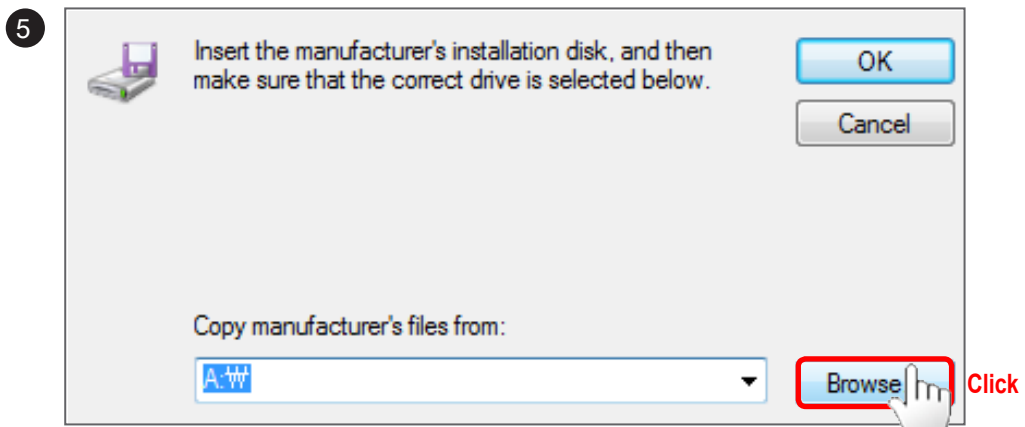 5
Insert the manufacturer's installation disk, and then
make sure that the correct drive is selected below.
OK
Cancel
Copy manufacturer's files from:
A:₩
Browse
Click